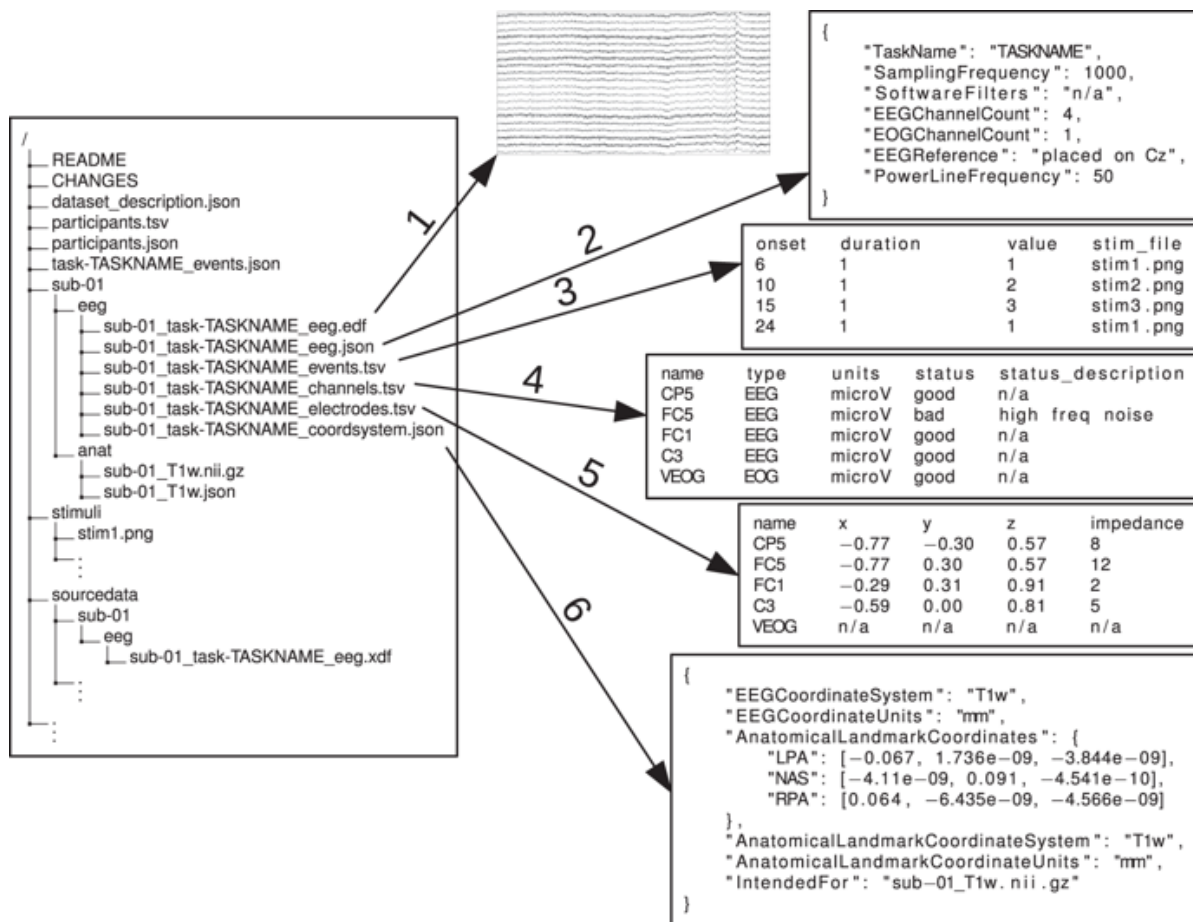 /
README
CHANGES
dataset_description.json
participants.tsv
participants.json
task-TASKNAME_events.json
sub-01
eeg
sub-01_task-TASKNAME_eeg.edf
sub-01_task-TASKNAME_eeg.json
sub-01_task-TASKNAME_events.tsv
sub-01_task-TASKNAME_channels.tsv
sub-01_task-TASKNAME_electrodes.tsv
sub-01_task-TASKNAME_coordsystem.json
anat
sub-01_T1w.nii.gz
sub-01_T1w.json
stimuli
stim1.png
:
sourcedata
sub-01
eeg
sub-01_task-TASKNAME_eeg.xdf
:
:
1
2
3
4
5
6
{
"TaskName": "TASKNAME",
"SamplingFrequency": 1000,
"SoftwareFilters": "n/a",
"EEGChannelCount": 4,
"EOGChannelCount": 1,
"EEGReference": "placed on Cz",
"PowerLineFrequency": 50
}
onset duration value stim_file
6 1 1 stim1.png
10 1 2 stim2.png
15 1 3 stim3.png
24 1 1 stim1.png
name type units status status_description
CP5 EEG microV good n/a
FC5 EEG microV bad high freq noise
FC1 EEG microV good n/a
C3 EEG microV good n/a
VEOG EOG microV good n/a
name x y z impedance
CP5 −0.77 −0.30 0.57 8
FC5 −0.77 0.30 0.57 12
FC1 −0.29 0.31 0.91 2
C3 −0.59 0.00 0.81 5
VEOG n/a n/a n/a n/a
{
"EEGCoordinateSystem": "T1w",
"EEGCoordinateUnits": "mm",
"AnatomicalLandmarkCoordinates": {
"LPA": [−0.067, 1.736e−09, −3.844e−09],
"NAS": [−4.11e−09, 0.091, −4.541e−10],
"RPA": [0.064, −6.435e−09, −4.566e−09]
},
"AnatomicalLandmarkCoordinateSystem": "T1w",
"AnatomicalLandmarkCoordinateUnits": "mm",
"IntendedFor": "sub−01_T1w.nii.gz"
}